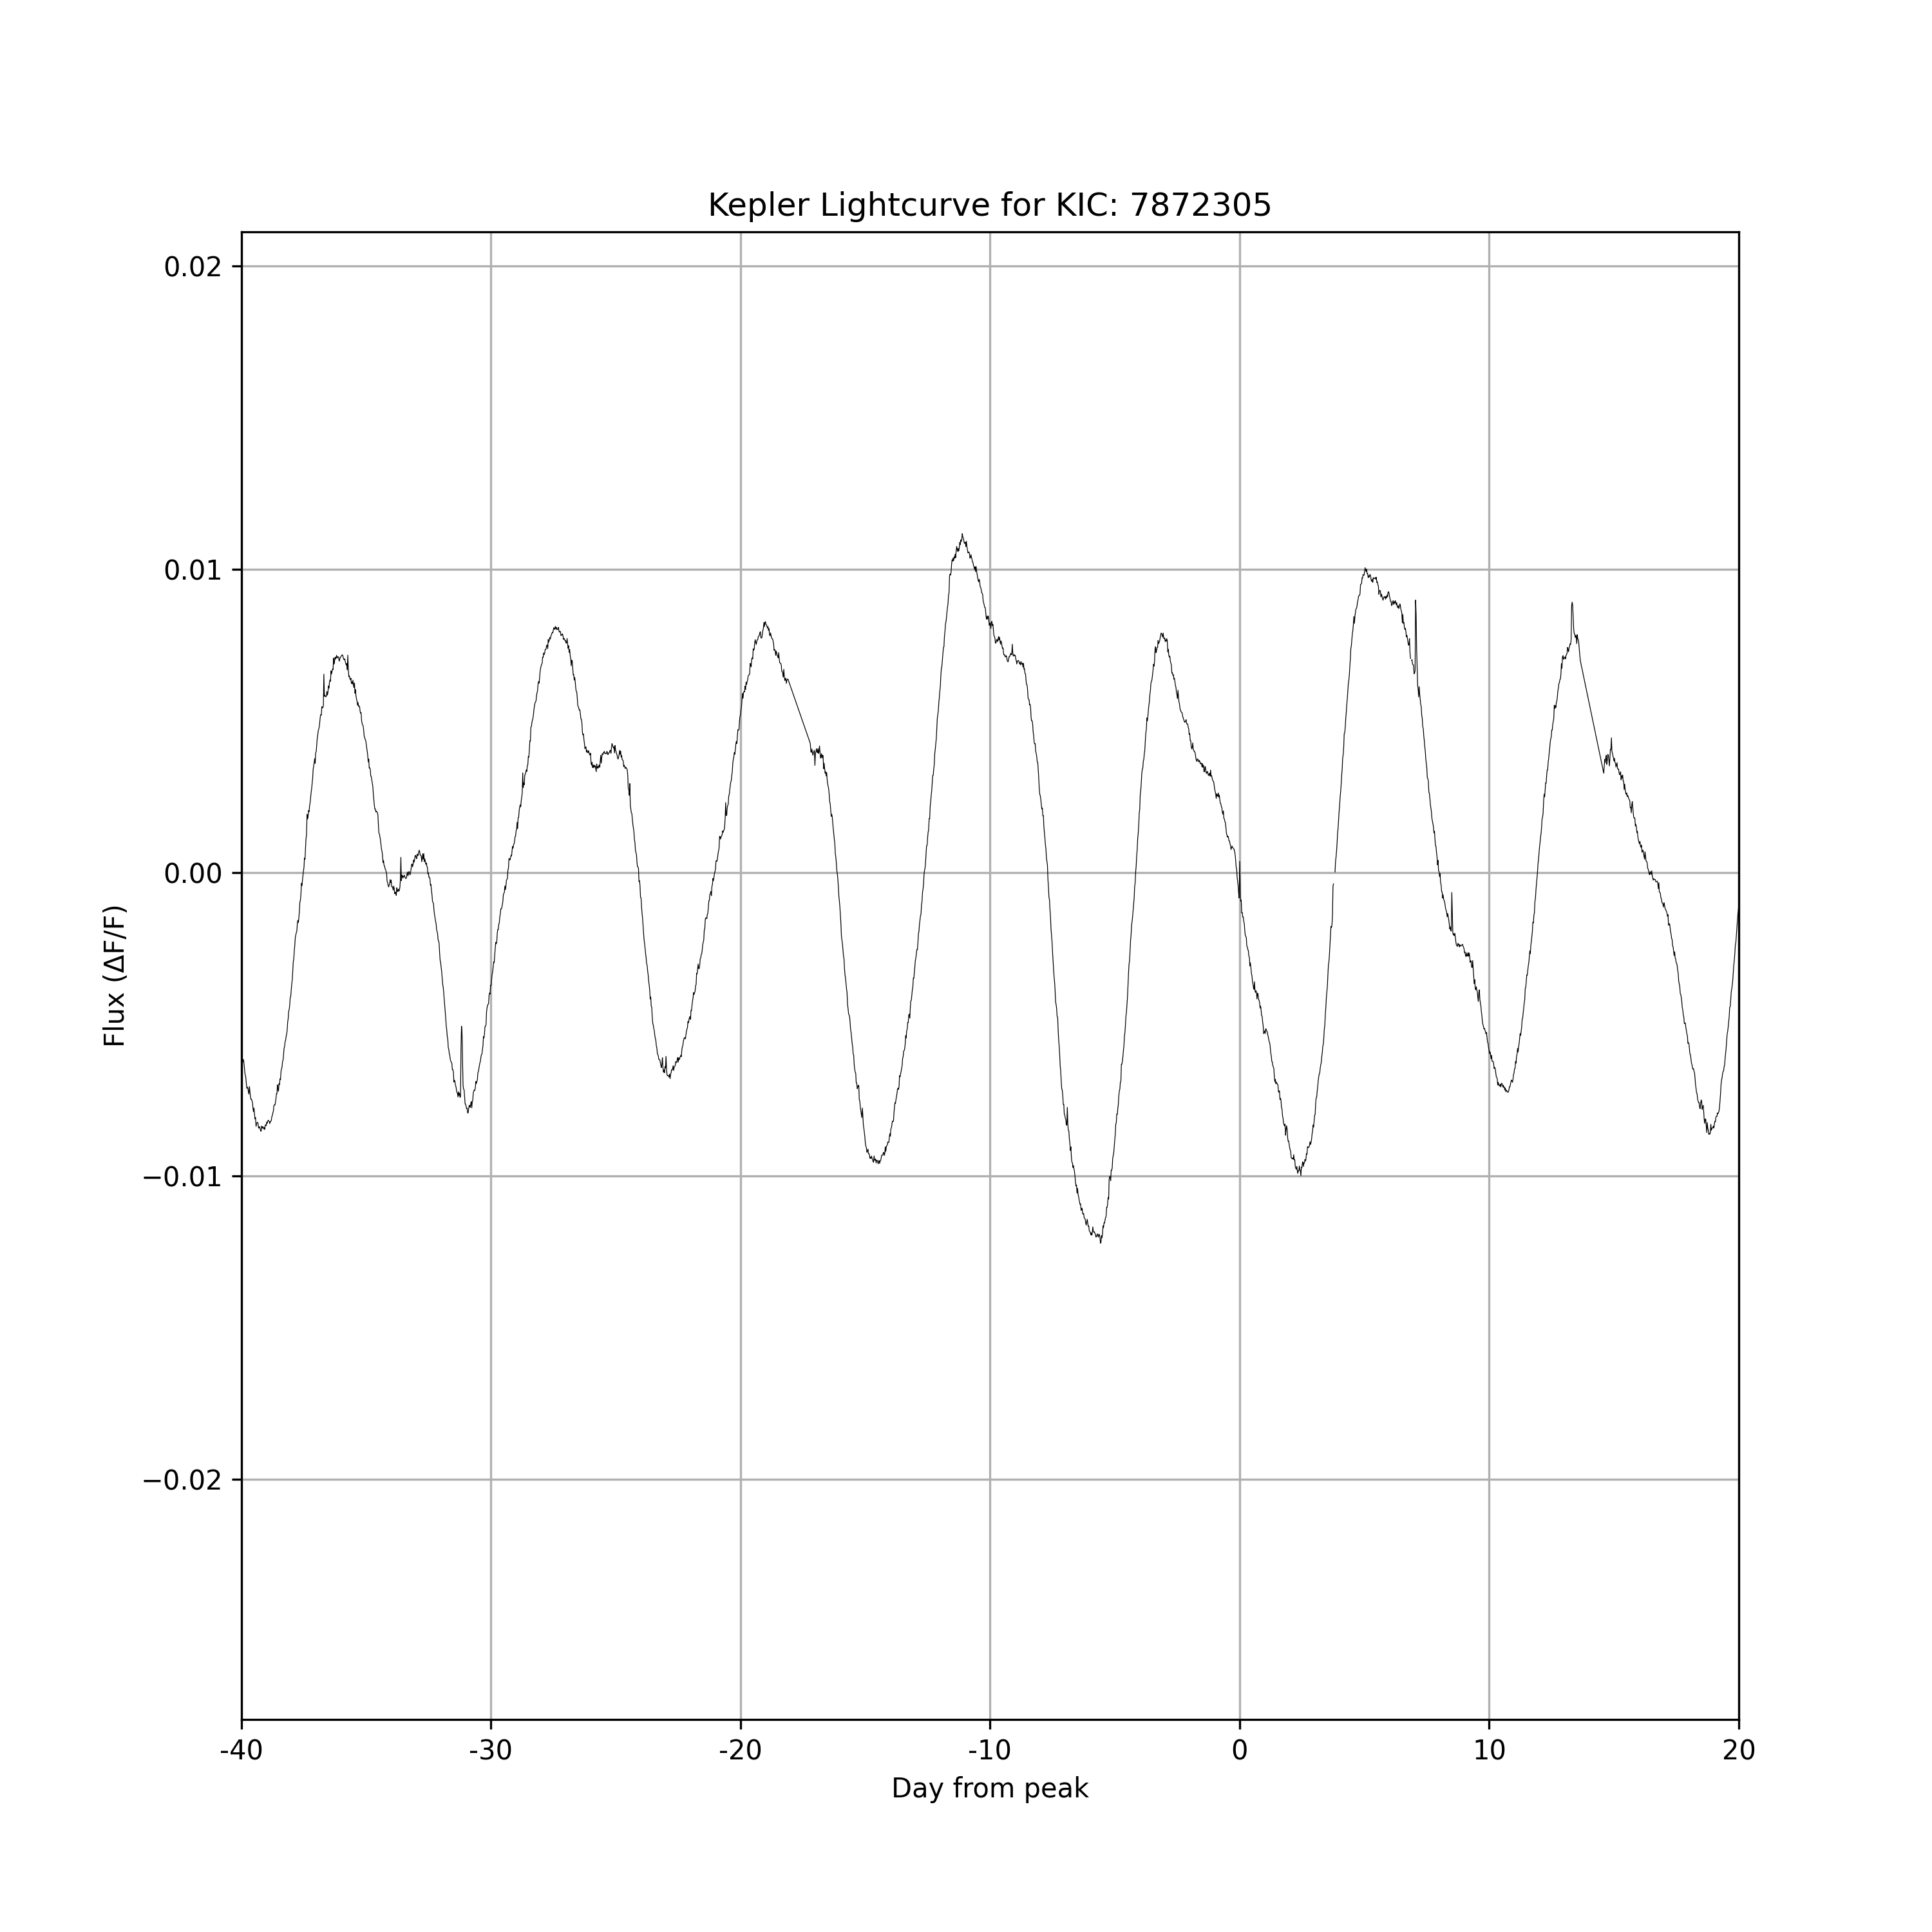 Kepler Lightcurve for KIC: 7872305
0.02
0.01
0.00
−0.01
−0.02
Flux (ΔF/F)
-40 -30 -20 -10 0 10 20
Day from peak